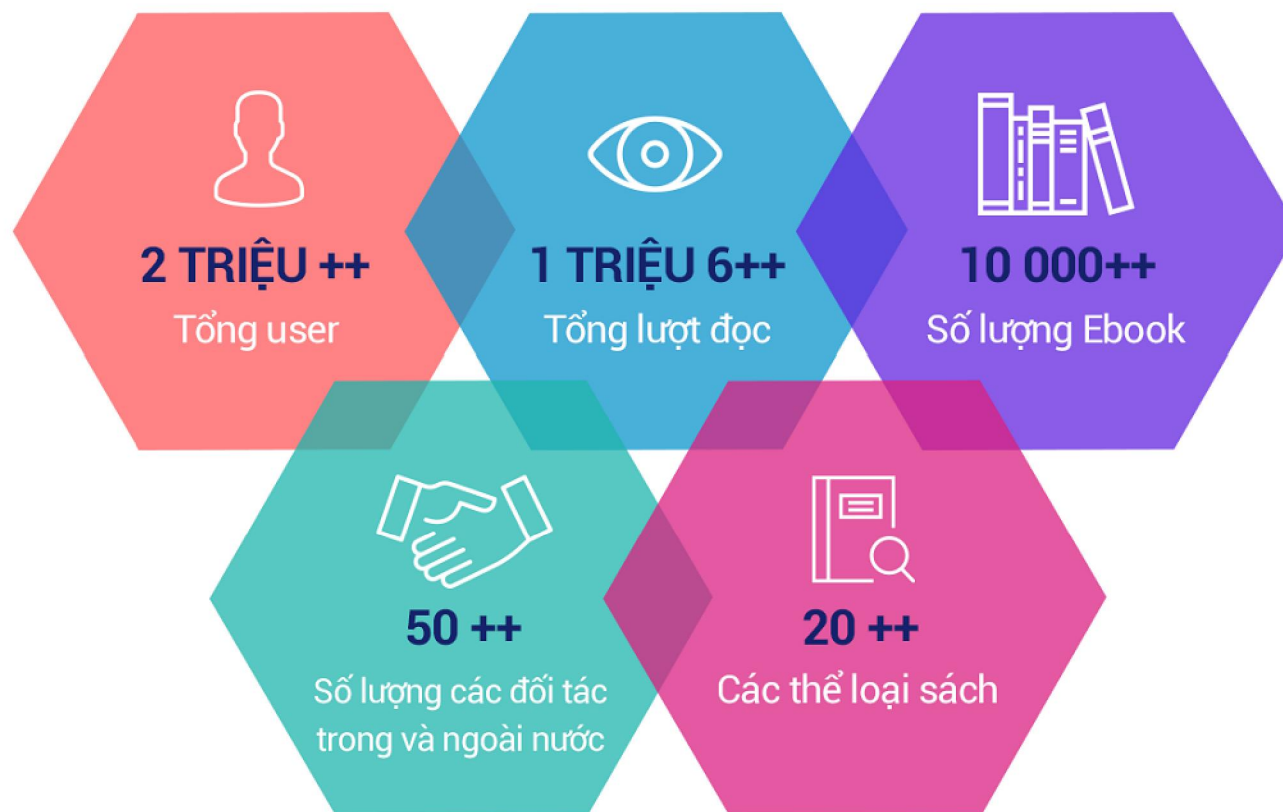 2 TRIỆU ++
Tổng user
1 TRIỆU 6++
Tổng lượt đọc
10 000++
Số lượng Ebook
50 ++
Số lượng các đối tác
trong và ngoài nước
20 ++
Các thể loại sách